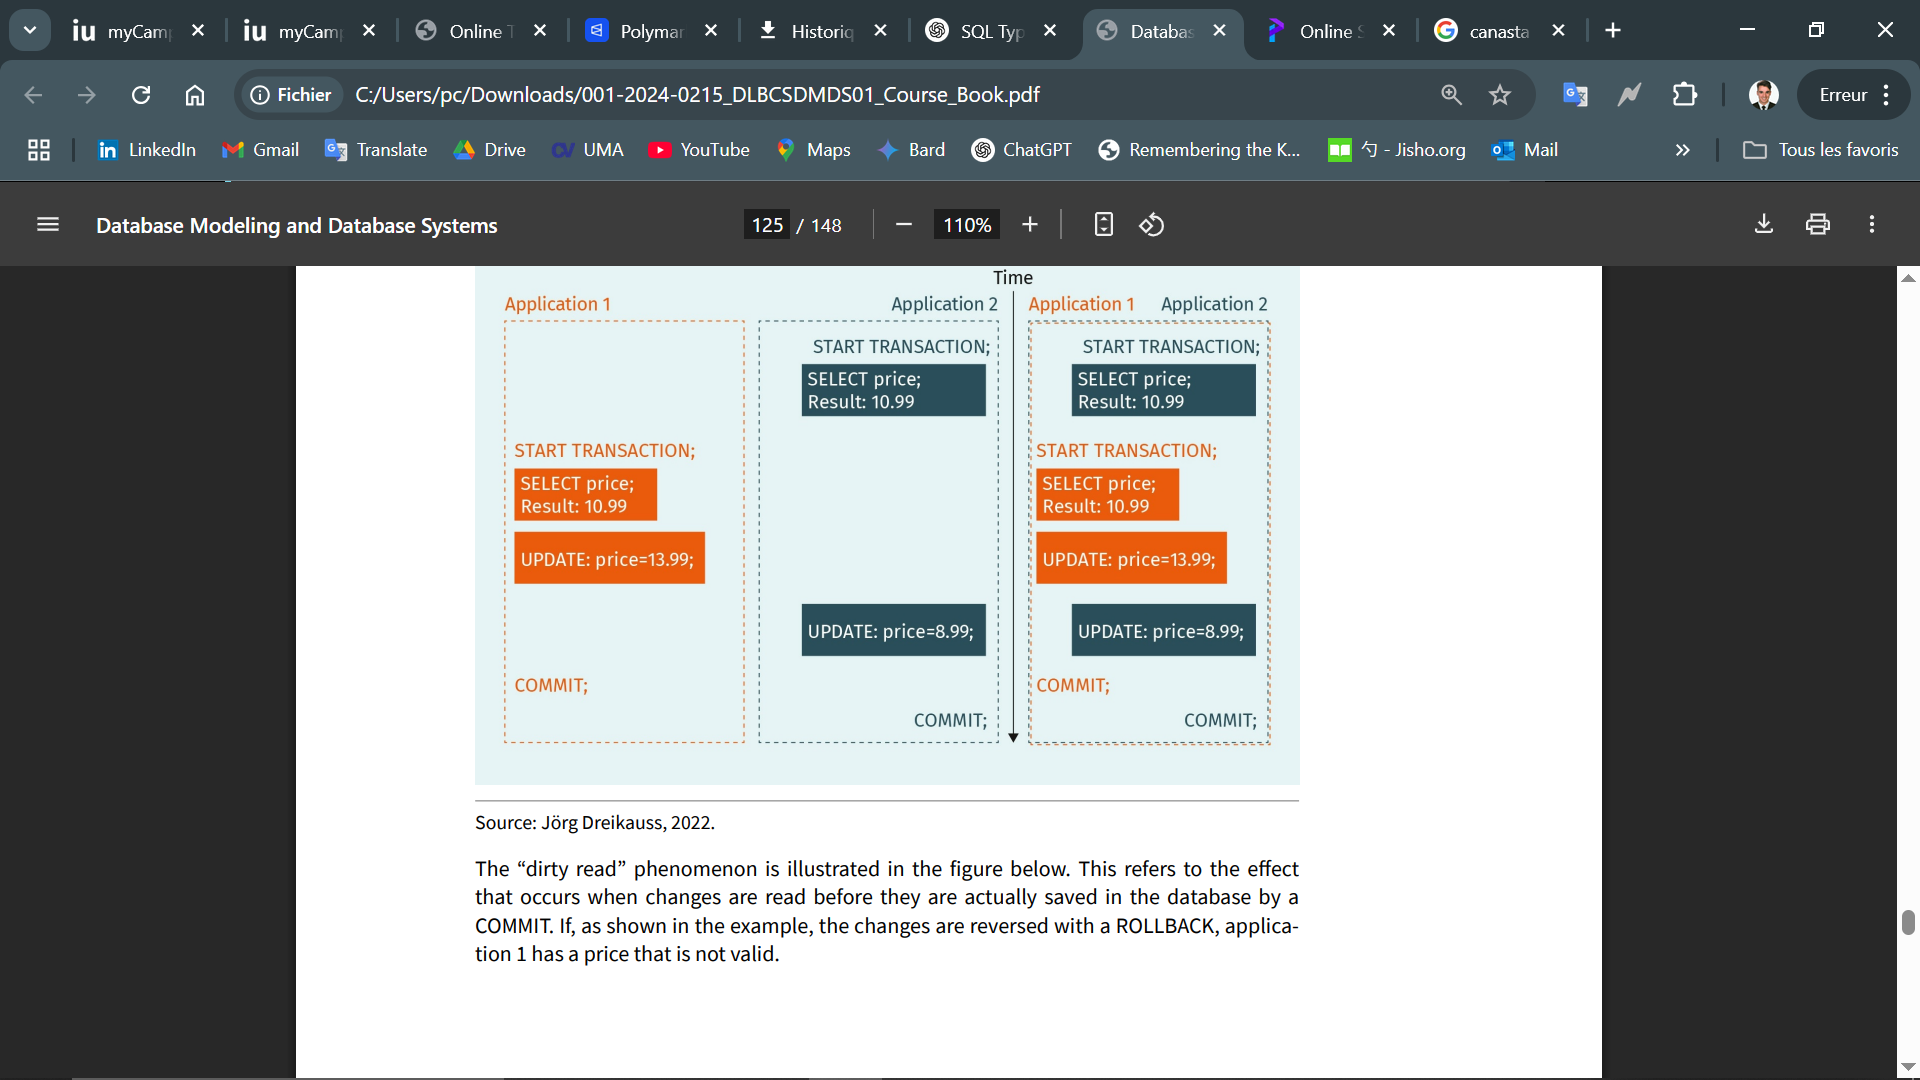 myCam
myCam
Online T
Polymar
Historiq
SQL Typ
Databas
Online S
canasta
Fichier
C:/Users/pc/Downloads/001-2024-0215_DLBCSDMDS01_Course_Book.pdf
Erreur
LinkedIn
Gmail
Translate
Drive
UMA
YouTube
Maps
Bard
ChatGPT
Remembering the K...
勺 - Jisho.org
Mail
Tous les favoris
Database Modeling and Database Systems
125 / 148
110%
Time
Application 1
Application 2
Application 1
Application 2
START TRANSACTION;
START TRANSACTION;
SELECT price;
Result: 10.99
SELECT price;
Result: 10.99
START TRANSACTION;
START TRANSACTION;
SELECT price;
Result: 10.99
SELECT price;
Result: 10.99
UPDATE: price=13.99;
UPDATE: price=13.99;
UPDATE: price=8.99;
UPDATE: price=8.99;
COMMIT;
COMMIT;
COMMIT;
COMMIT;
Source: Jörg Dreikauss, 2022.
The “dirty read” phenomenon is illustrated in the figure below. This refers to the effect
that occurs when changes are read before they are actually saved in the database by a
COMMIT. If, as shown in the example, the changes are reversed with a ROLLBACK, applica-
tion 1 has a price that is not valid.